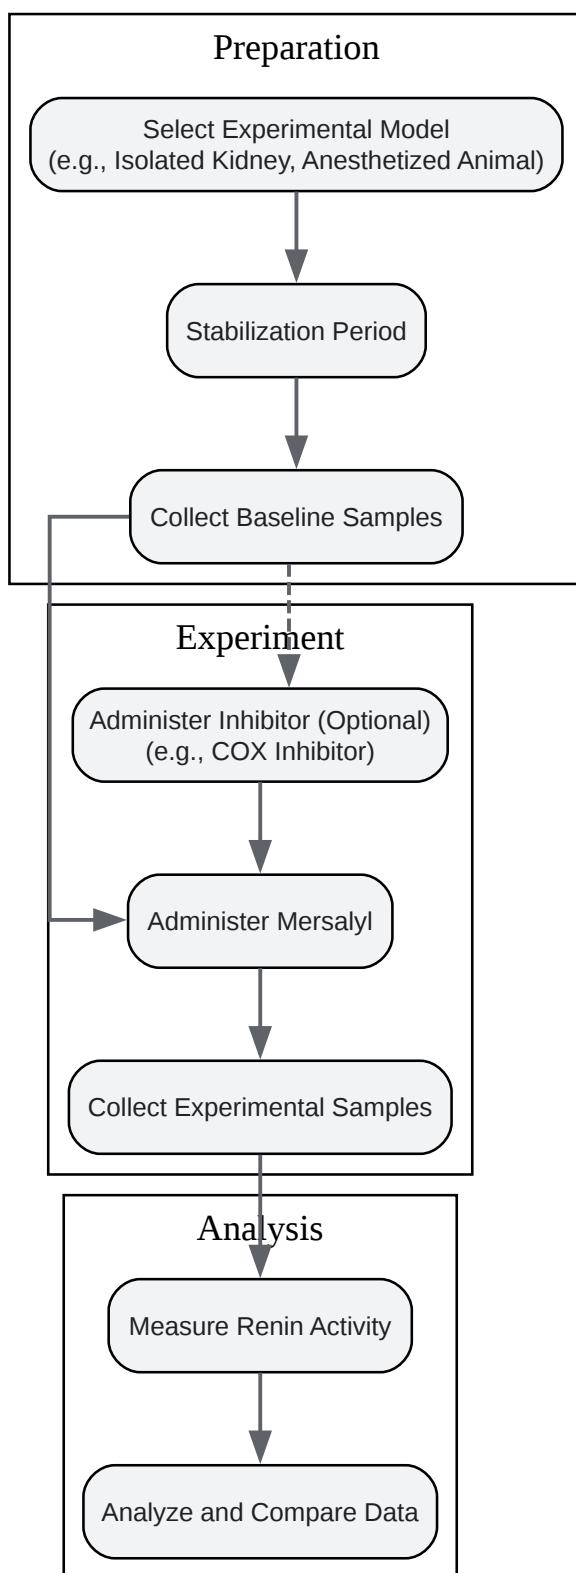 Preparation
Select Experimental Model
(e.g., Isolated Kidney, Anesthetized Animal)
Stabilization Period
Collect Baseline Samples
Experiment
Administer Inhibitor (Optional)
(e.g., COX Inhibitor)
Administer Mersalyl
Collect Experimental Samples
Analysis
Measure Renin Activity
Analyze and Compare Data